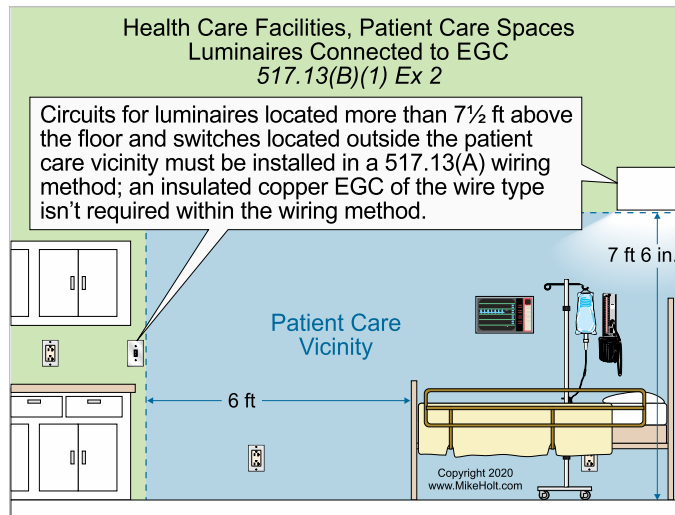 Health Care Facilities, Patient Care Spaces
Luminaires Connected to EGC
517.13(B)(1) Ex 2
Circuits for luminaires located more than 7½ ft above
the floor and switches located outside the patient
care vicinity must be installed in a 517.13(A) wiring
method; an insulated copper EGC of the wire type
isn’t required within the wiring method.
7 ft 6 in.
Patient Care
Vicinity
6 ft
Copyright 2020
www.MikeHolt.com